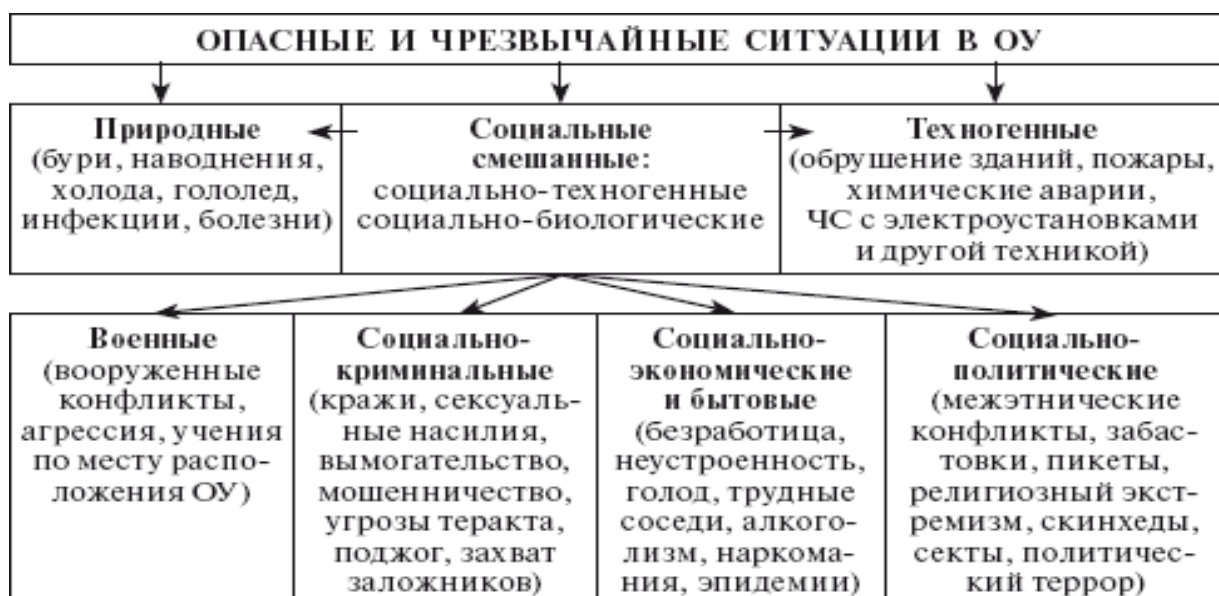 ОПАСНЫЕ И ЧРЕЗВЫЧАЙНЫЕ СИТУАЦИИ В ОУ
Природные
(бури, наводнения,
холода, гололед,
инфекции, болезни)
Социальные
смешанные:
социально-техногенные
социально-биологические
Техногенные
(обрушение зданий, пожары,
химические аварии,
ЧС с электроустановками
и другой техникой)
Военные
(вооруженные
конфликты,
агрессия, учения
по месту распо-
ложения ОУ)
Социально-
криминальные
(кражи, сексуаль-
ные насилия,
вымогательство,
мошенничество,
угрозы теракта,
поджог, захват
заложников)
Социально-
экономические
и бытовые
(безработица,
неустроенность,
голод, трудные
соседи, алкого-
лизм, наркома-
ния, эпидемии)
Социально-
политические
(межэтнические
конфликты, забас-
товки, пикеты,
религиозный экст-
ремизм, скинхеды,
секты, политичес-
кий террор)